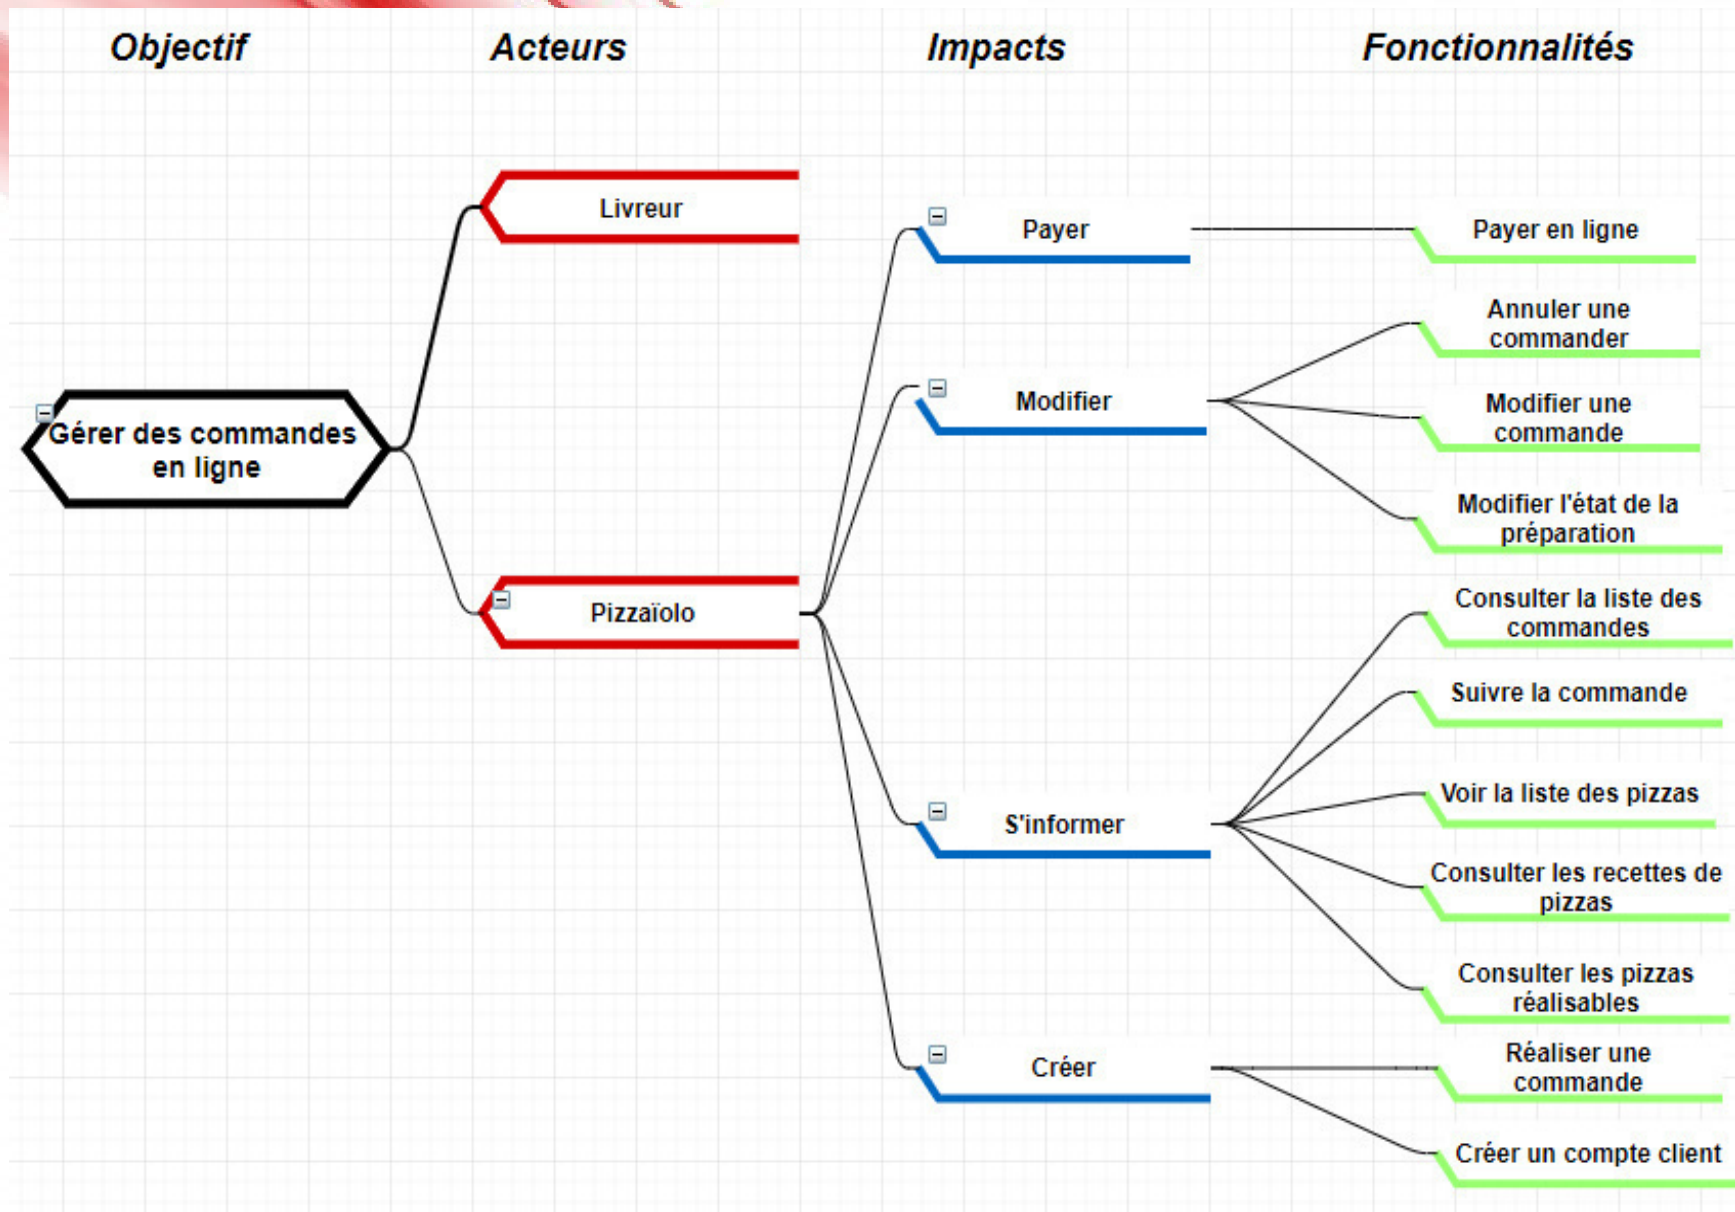 Objectif
Acteurs
Impacts
Fonctionnalités
Gérer des commandes
en ligne
Livreur
Pizzaïolo
Payer
Modifier
S'informer
Créer
Payer en ligne
Annuler une
commander
Modifier une
commande
Modifier l'état de la
préparation
Consulter la liste des
commandes
Suivre la commande
Voir la liste des pizzas
Consulter les recettes de
pizzas
Consulter les pizzas
réalisables
Réaliser une
commande
Créer un compte client